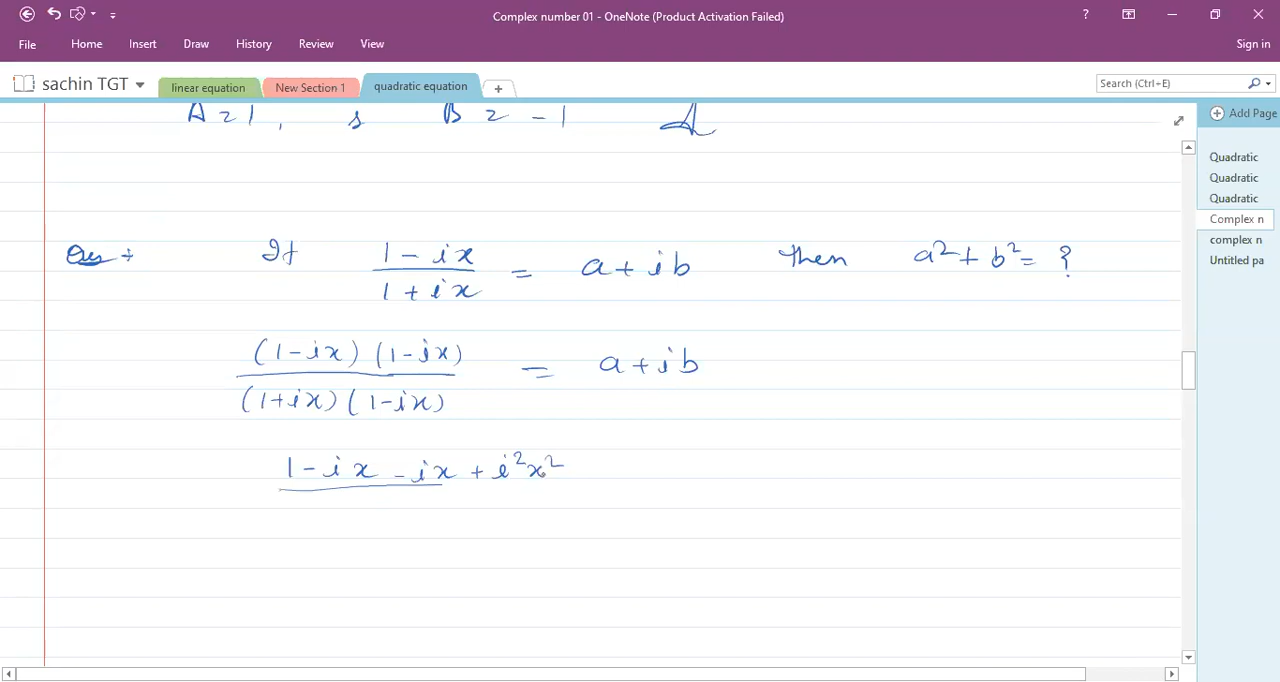 Complex number 01 - OneNote (Product Activation Failed)
?
File Home Insert Draw History Review View Sign in
sachin TGT linear equation New Section 1 quadratic equation + Search (Ctrl+E)
Add Page
Quadratic
Quadratic
Quadratic
Complex n
complex n
Untitled pa
A = 1, B = -1
Qus → If (1 - ix)/(1 + ix) = a + ib then a² + b² = ?
(1 - ix)(1 - ix)/(1 + ix)(1 - ix) = a + ib
1 - ix - ix + i²x²